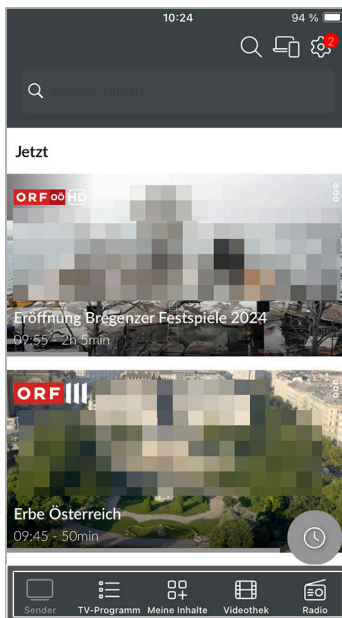 10:24
94 %
2
Sender filtern
Jetzt
ORF oö HD
Eröffnung Bregenzer Festspiele 2024
09:55 - 2h 5min
ORF III
Erbe Österreich
09:45 - 50min
Sender
TV-Programm
Meine Inhalte
Videothek
Radio